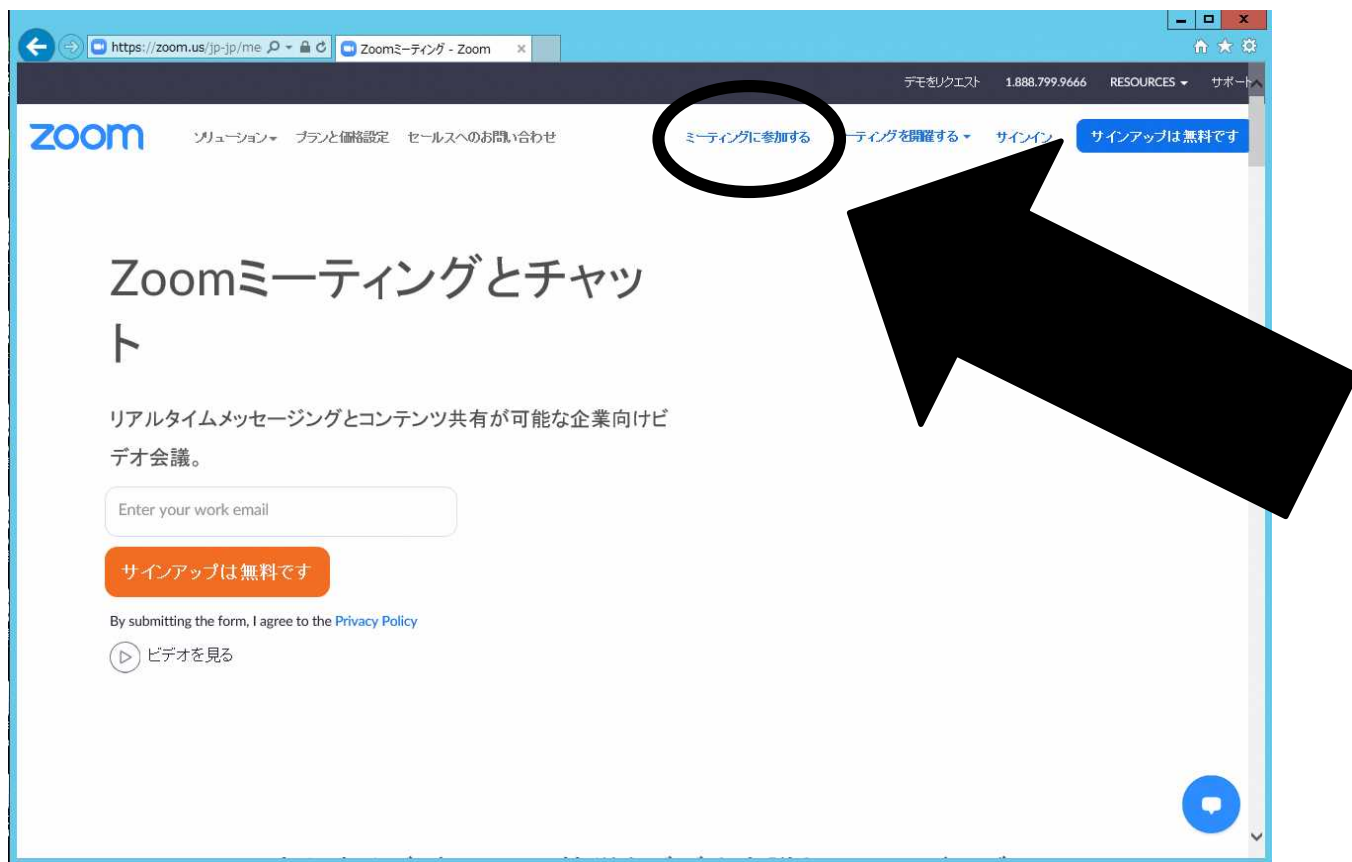 https://zoom.us/jp-jp/me
Zoomミーティング - Zoom
デモをリクエスト 1.888.799.9666 RESOURCES サポート
zoom ソリューション プランと価格設定 セールスへのお問い合わせ ミーティングに参加する ーティングを開催する サインイン サインアップは無料です
Zoomミーティングとチャッ
ト
リアルタイムメッセージングとコンテンツ共有が可能な企業向けビ
デオ会議。
Enter your work email
サインアップは無料です
By submitting the form, I agree to the Privacy Policy
ビデオを見る